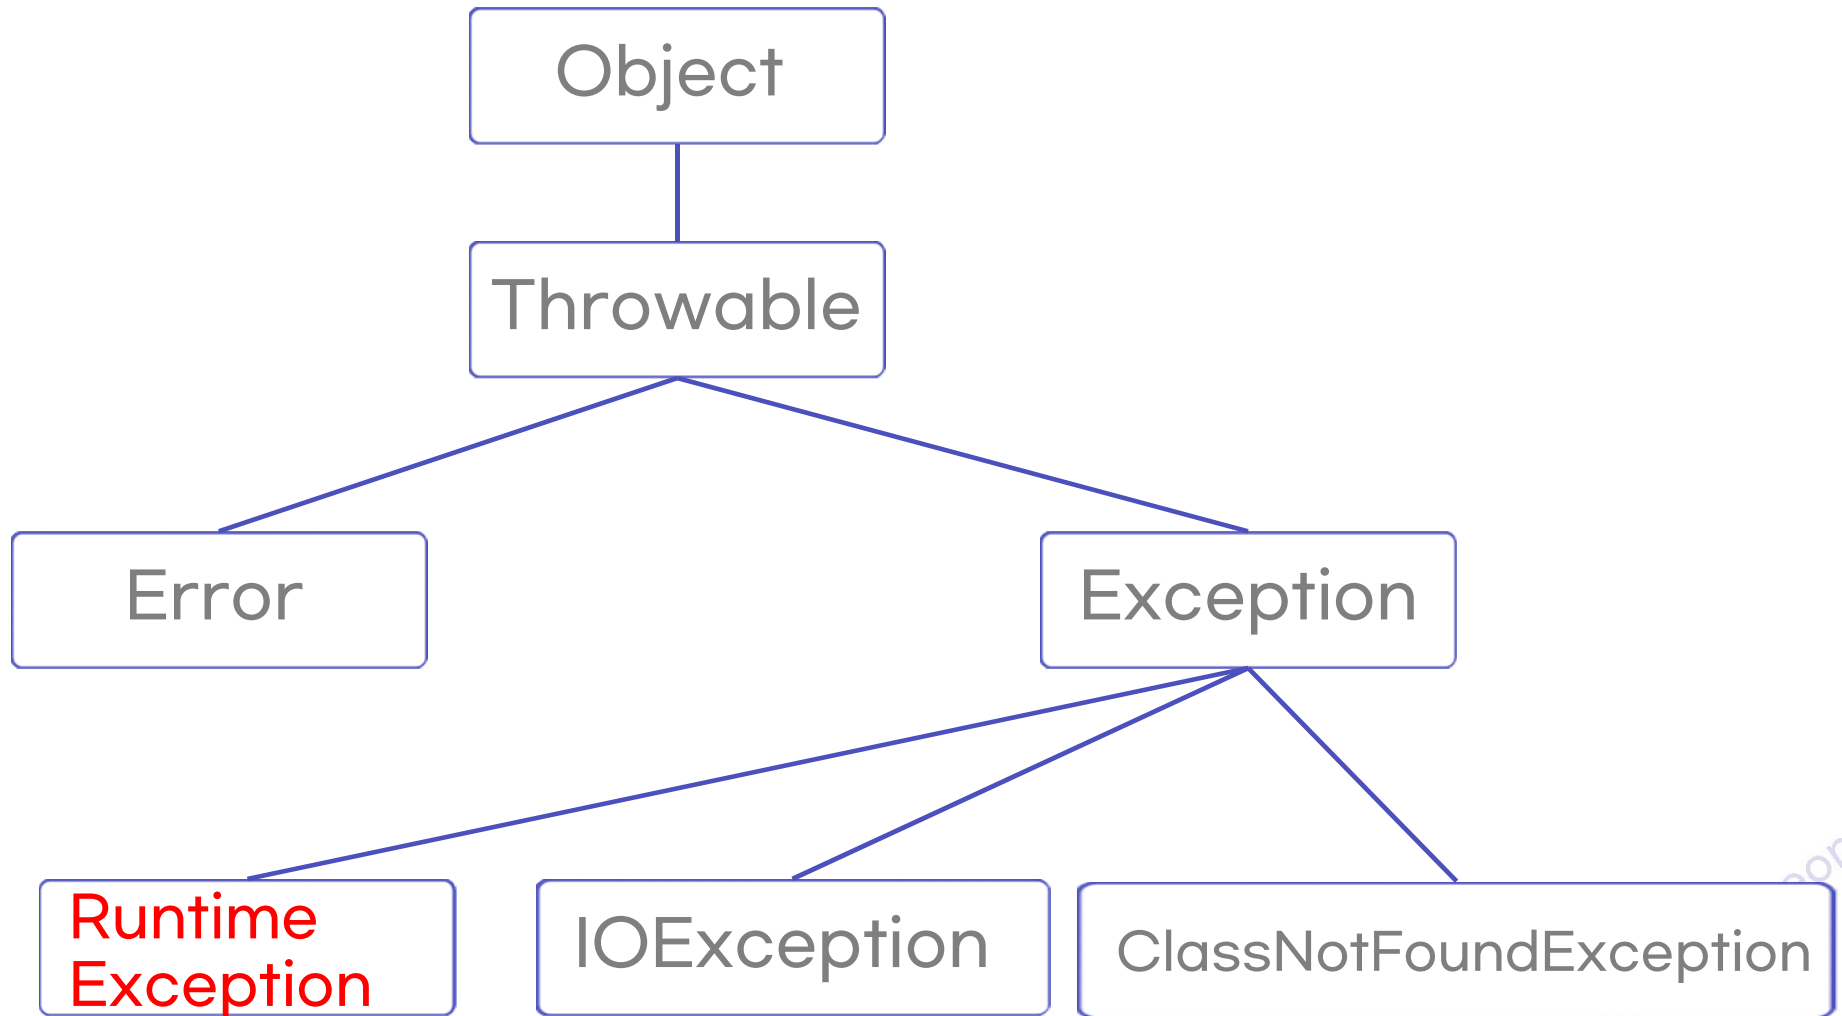 Object
Throwable
Error
Exception
Runtime
Exception
IOException
ClassNotFoundException